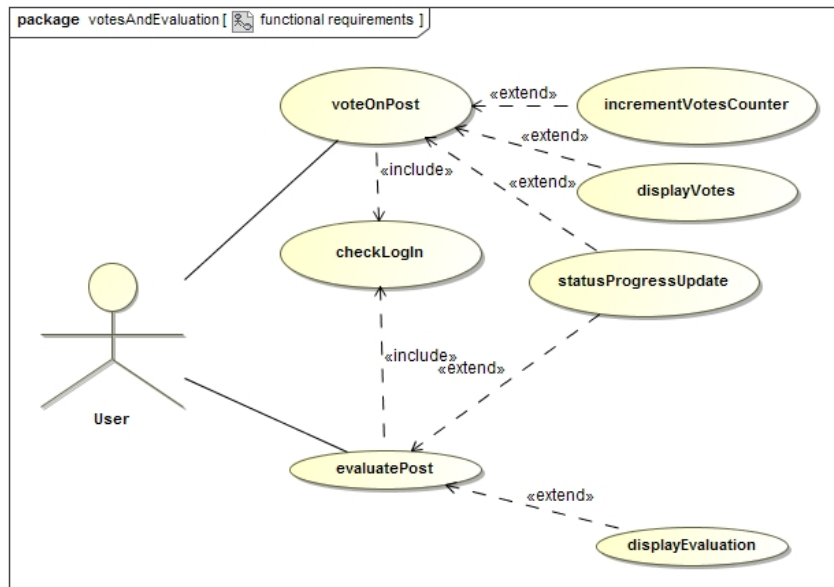 package votesAndEvaluation [ functional requirements ]
voteOnPost
«extend»
incrementVotesCounter
«extend»
displayVotes
«include»
«extend»
checkLogIn
statusProgressUpdate
«include»
«extend»
User
evaluatePost
«extend»
displayEvaluation